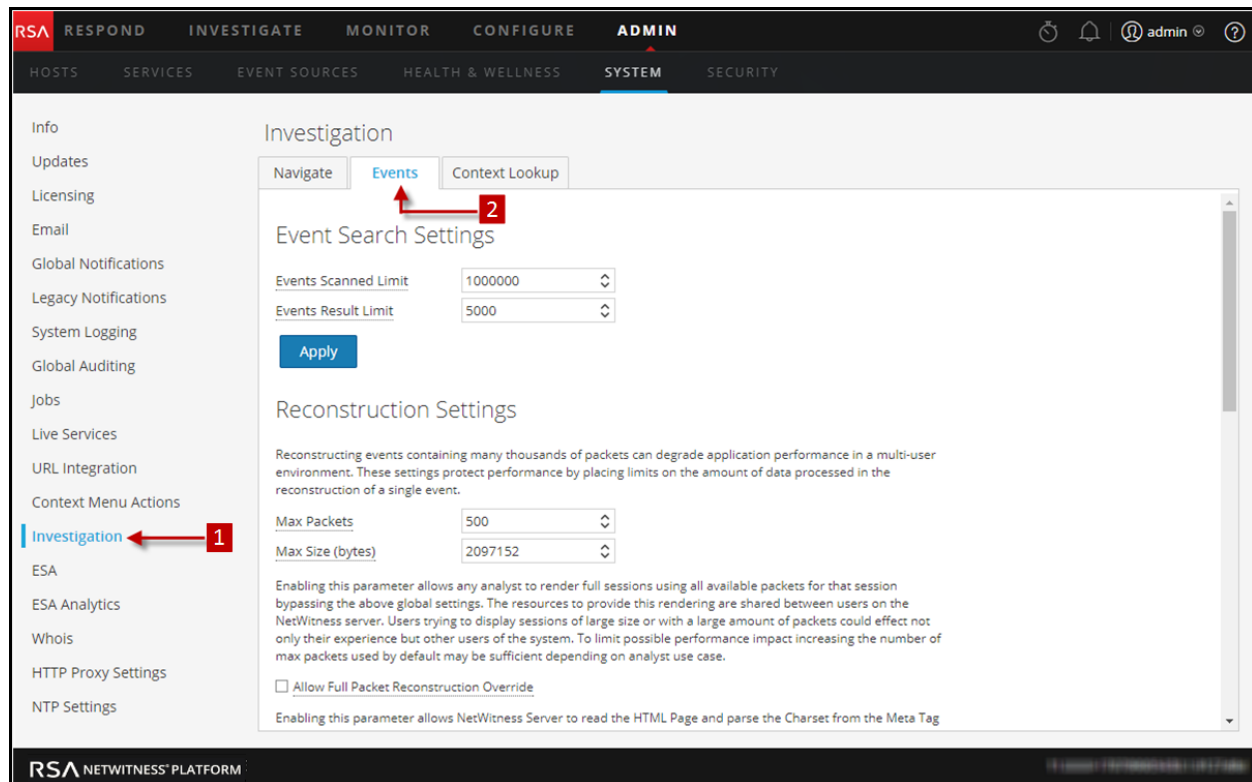 RSA RESPOND INVESTIGATE MONITOR CONFIGURE ADMIN admin ?
HOSTS SERVICES EVENT SOURCES HEALTH & WELLNESS SYSTEM SECURITY
Info
Updates
Licensing
Email
Global Notifications
Legacy Notifications
System Logging
Global Auditing
Jobs
Live Services
URL Integration
Context Menu Actions
Investigation 1
ESA
ESA Analytics
Whois
HTTP Proxy Settings
NTP Settings
Investigation
Navigate Events Context Lookup
2
Event Search Settings
Events Scanned Limit 1000000
Events Result Limit 5000
Apply
Reconstruction Settings
Reconstructing events containing many thousands of packets can degrade application performance in a multi-user
environment. These settings protect performance by placing limits on the amount of data processed in the
reconstruction of a single event.
Max Packets 500
Max Size (bytes) 2097152
Enabling this parameter allows any analyst to render full sessions using all available packets for that session
bypassing the above global settings. The resources to provide this rendering are shared between users on the
NetWitness server. Users trying to display sessions of large size or with a large amount of packets could effect not
only their experience but other users of the system. To limit possible performance impact increasing the number of
max packets used by default may be sufficient depending on analyst use case.
Allow Full Packet Reconstruction Override
Enabling this parameter allows NetWitness Server to read the HTML Page and parse the Charset from the Meta Tag
RSA NETWITNESS® PLATFORM